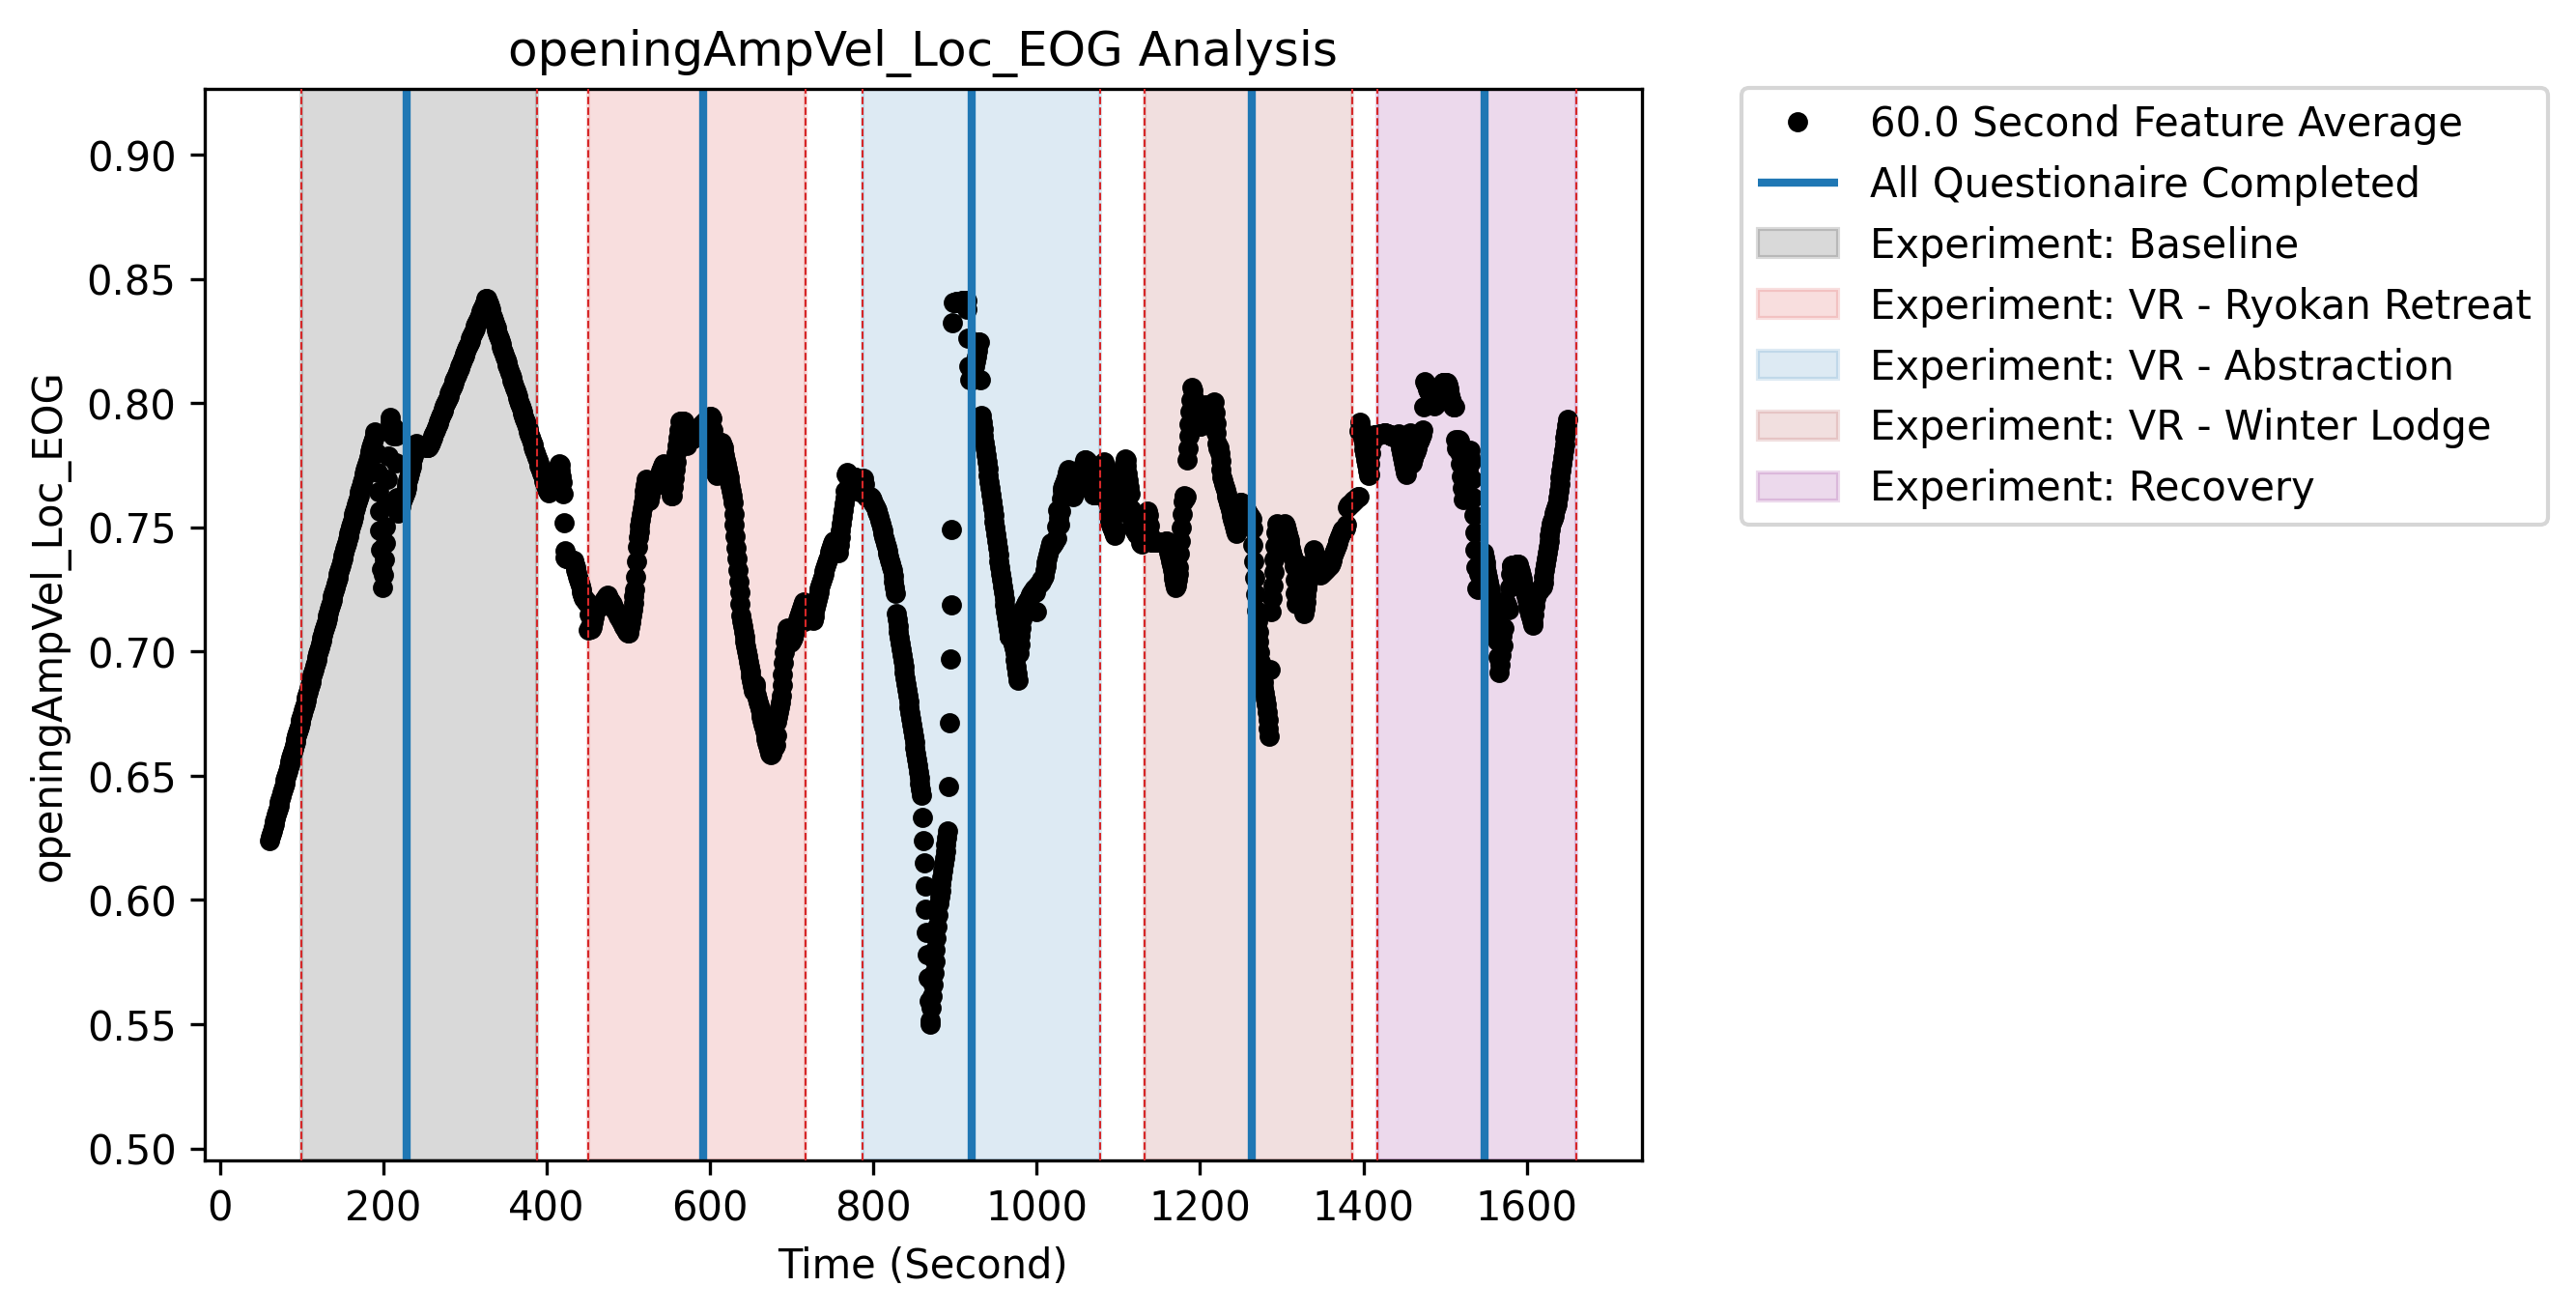 openingAmpVel_Loc_EOG Analysis
openingAmpVel_Loc_EOG
0.90
0.85
0.80
0.75
0.70
0.65
0.60
0.55
0.50
0 200 400 600 800 1000 1200 1400 1600
Time (Second)
60.0 Second Feature Average
All Questionaire Completed
Experiment: Baseline
Experiment: VR - Ryokan Retreat
Experiment: VR - Abstraction
Experiment: VR - Winter Lodge
Experiment: Recovery